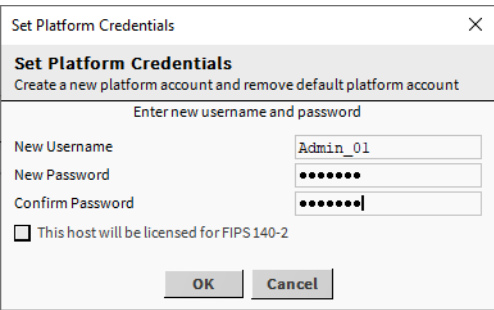 Set Platform Credentials
Set Platform Credentials
Create a new platform account and remove default platform account
Enter new username and password
New Username Admin_01
New Password ●●●●●●●
Confirm Password ●●●●●●●
This host will be licensed for FIPS 140-2
OK Cancel